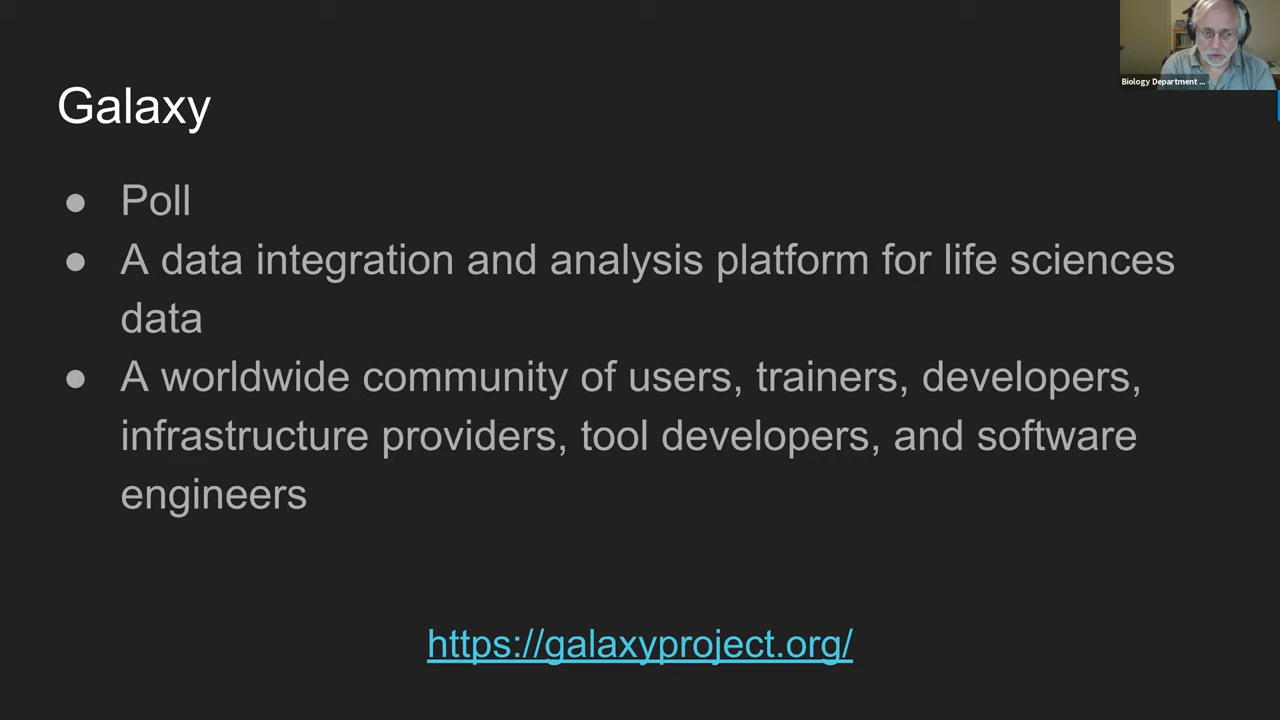 Biology Department ...
Galaxy
● Poll
● A data integration and analysis platform for life sciences
data
● A worldwide community of users, trainers, developers,
infrastructure providers, tool developers, and software
engineers
https://galaxyproject.org/